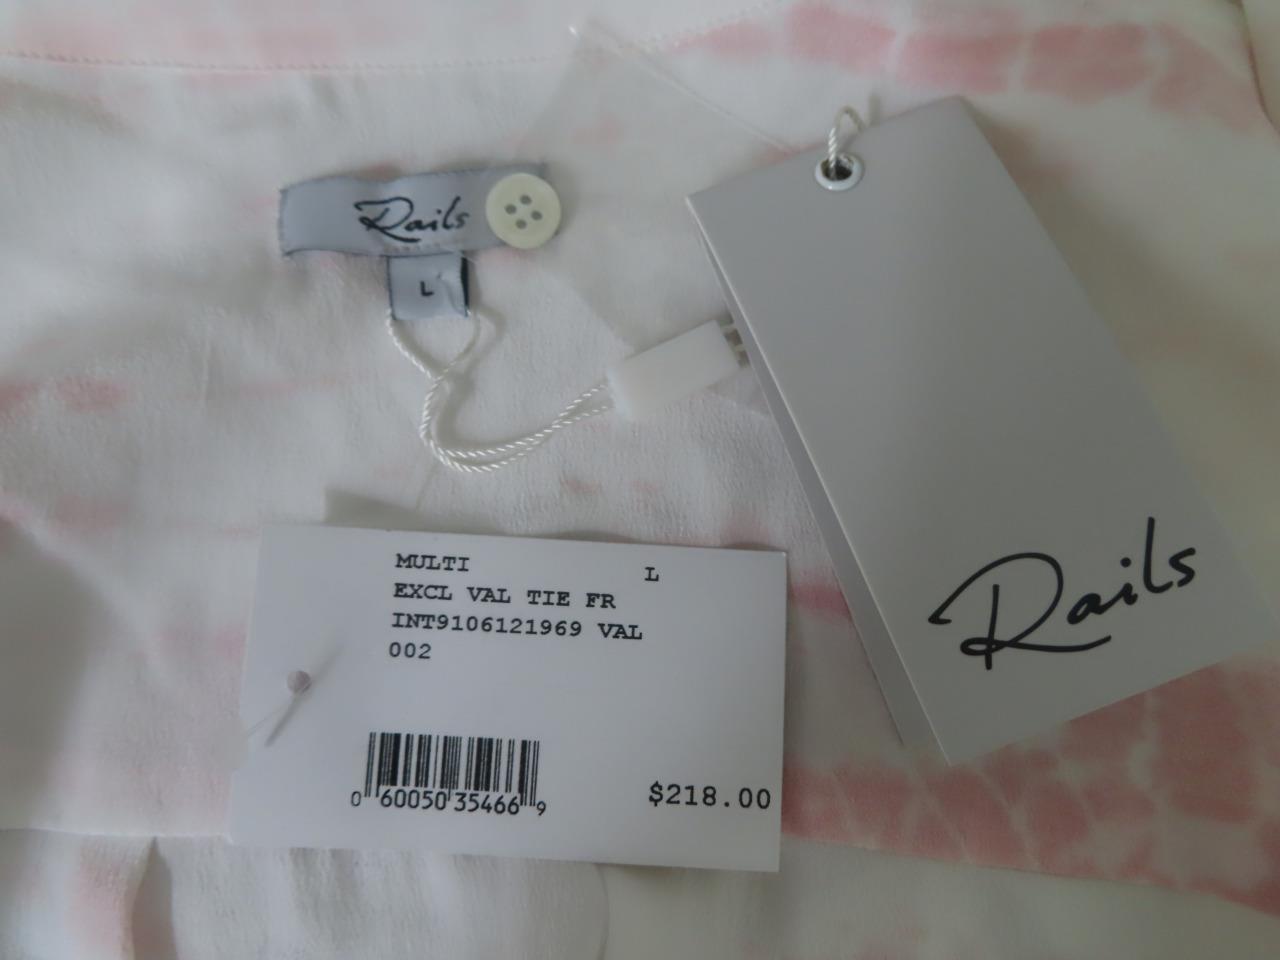 Rails
L
Rails
MULTI L
EXCL VAL TIE FR
INT9106121969 VAL
002
0 60050 35466 9
$218.00